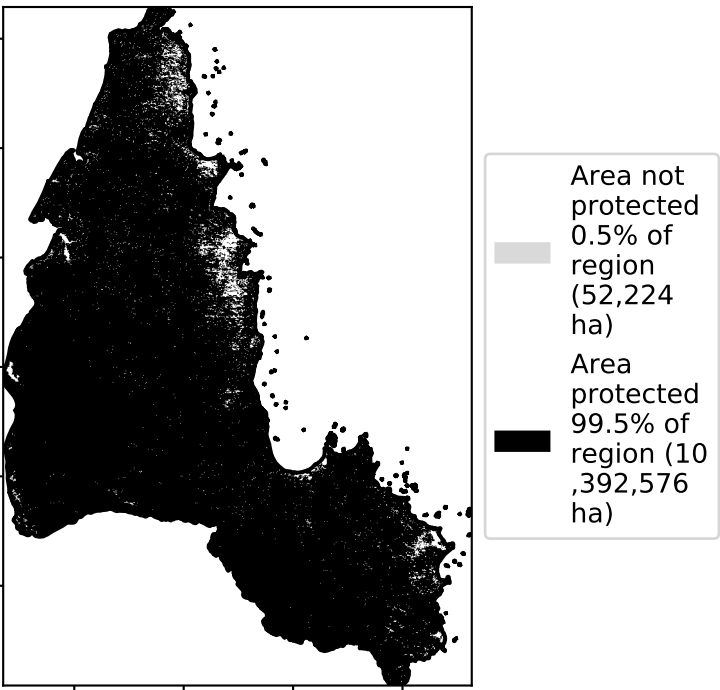 Area not
protected
0.5% of
region
(52,224
ha)
Area
protected
99.5% of
region (10
,392,576
ha)